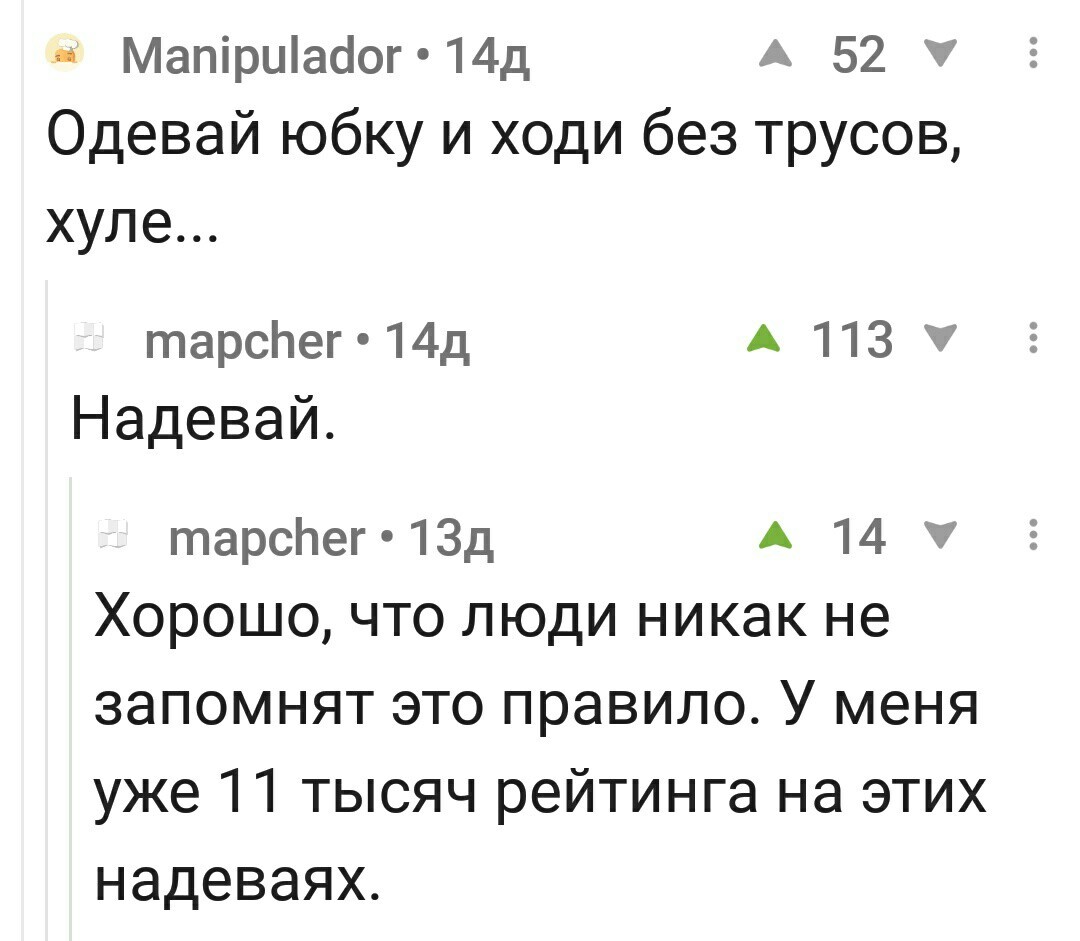 Manipulador • 14д 52
Одевай юбку и ходи без трусов,
хуле...
mapcher • 14д 113
Надевай.
mapcher • 13д 14
Хорошо, что люди никак не
запомнят это правило. У меня
уже 11 тысяч рейтинга на этих
надеваях.